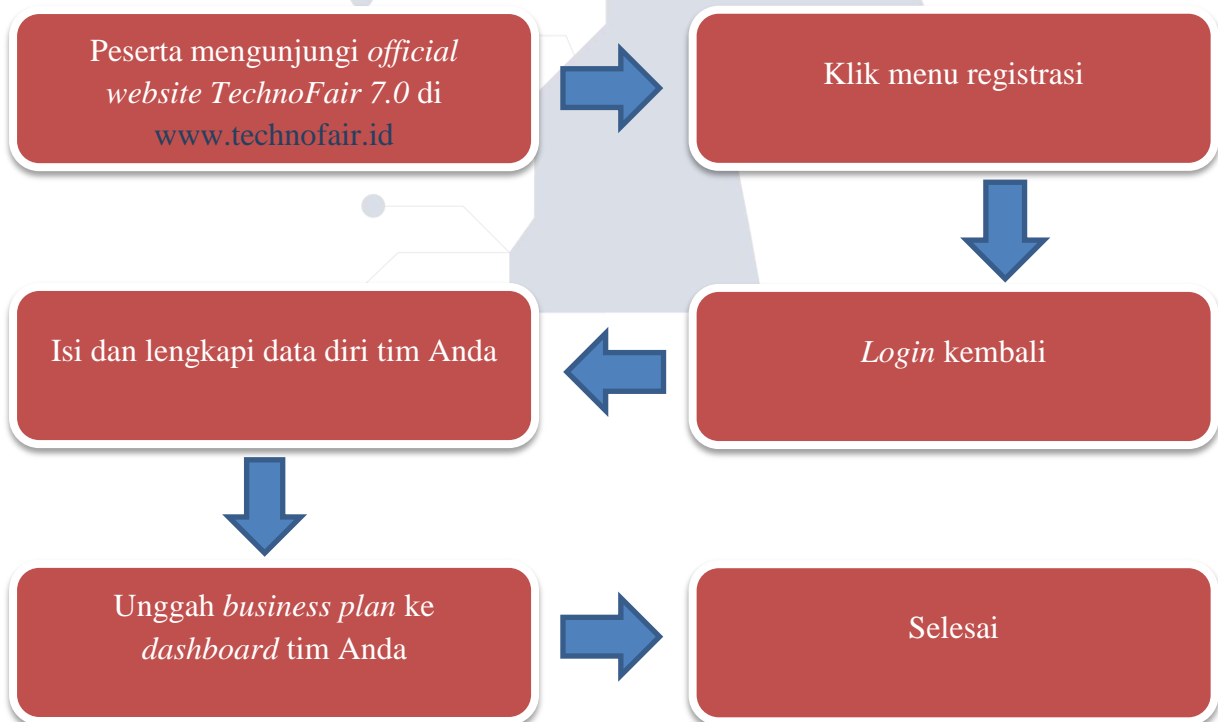 Peserta mengunjungi official
website TechnoFair 7.0 di
www.technofair.id
Klik menu registrasi
Login kembali
Isi dan lengkapi data diri tim Anda
Unggah business plan ke
dashboard tim Anda
Selesai